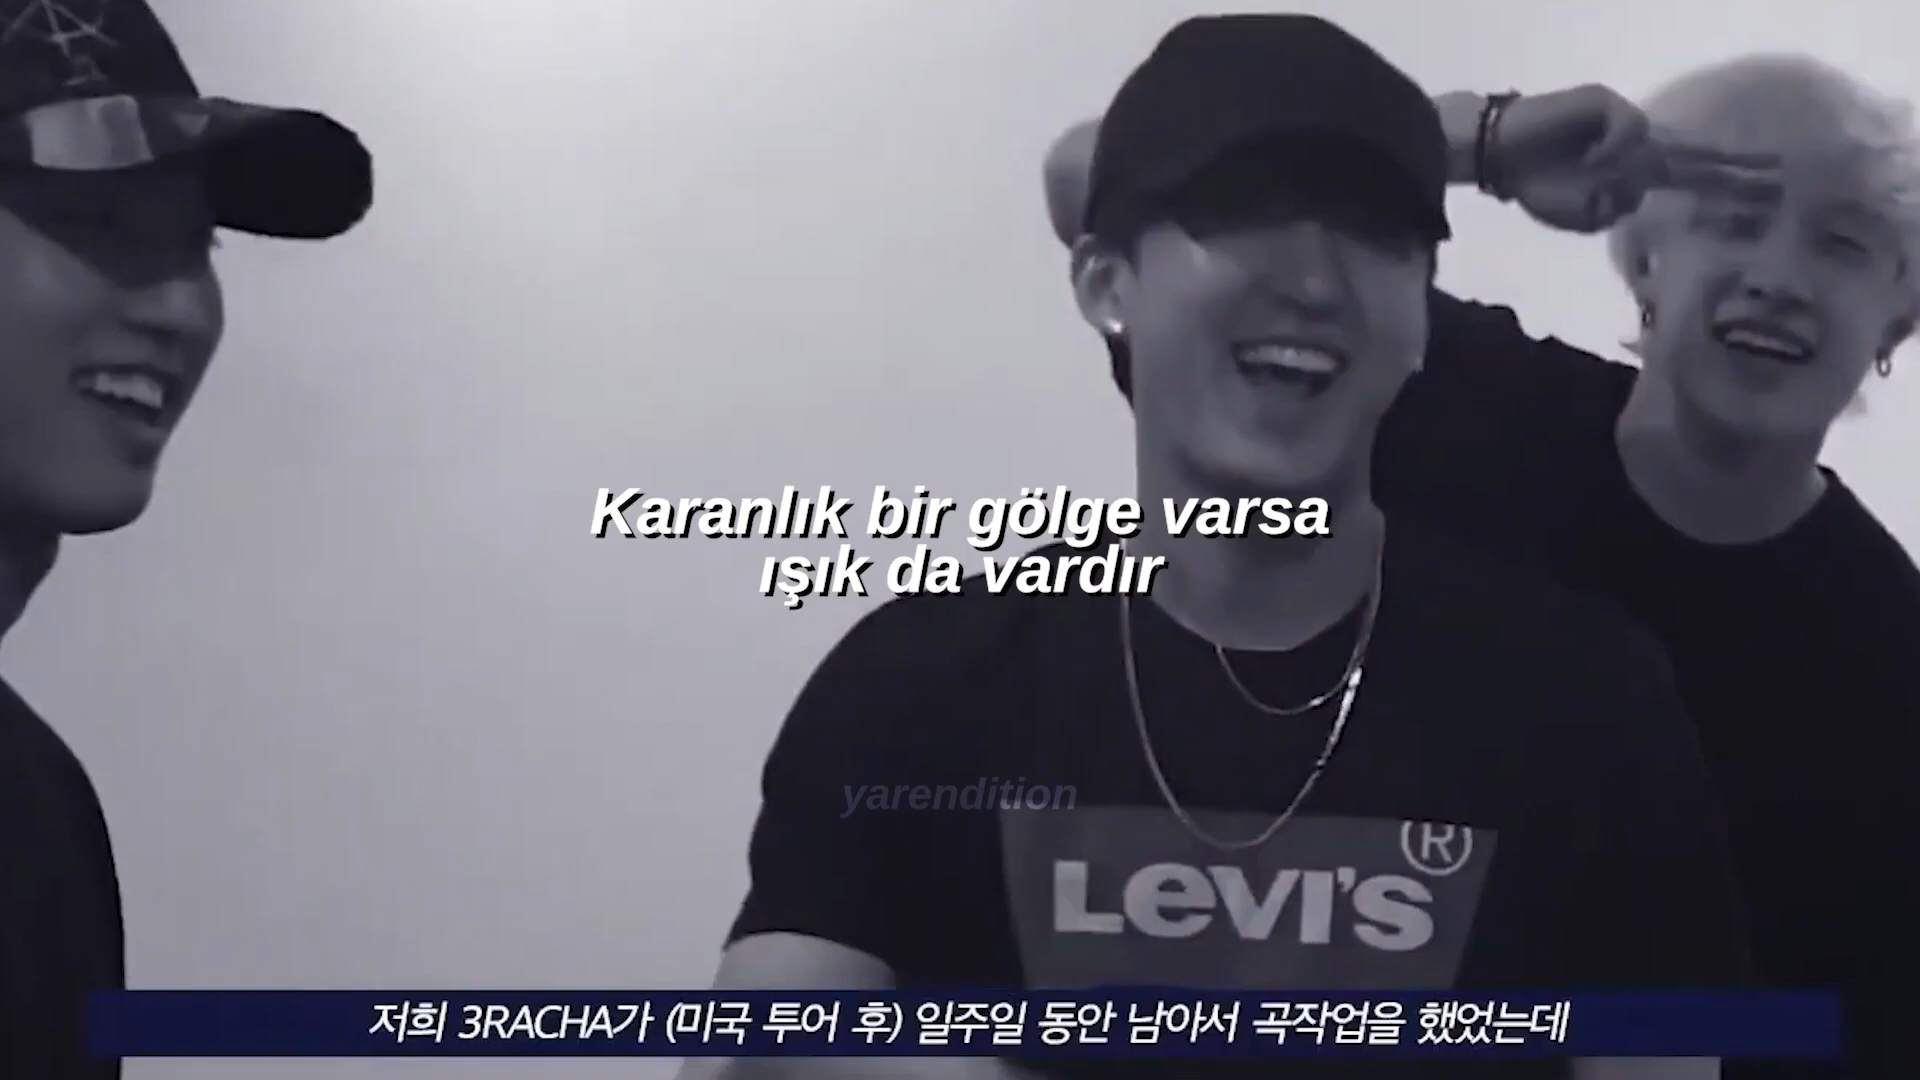 Karanlık bir gölge varsa
ışık da vardır
yarendition
LEVI'S ®
저희 3RACHA가 (미국 투어 후) 일주일 동안 남아서 곡작업을 했었는데